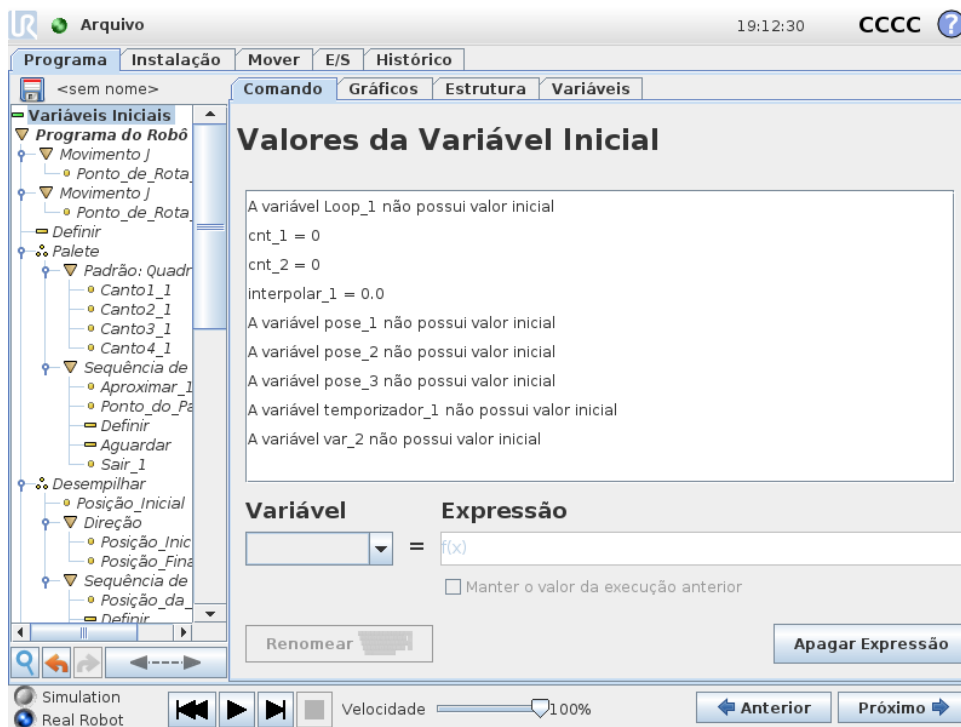 UR Arquivo 19:12:30 CCCC ?
Programa Instalação Mover E/S Histórico
<sem nome> Comando Gráficos Estrutura Variáveis
Variáveis Iniciais
Programa do Robô
Movimento J
Ponto_de_Rota_
Movimento J
Ponto_de_Rota_
Definir
Palete
Padrão: Quadr
Canto1_1
Canto2_1
Canto3_1
Canto4_1
Sequência de
Aproximar_1
Ponto_do_Pa
Definir
Aguardar
Sair_1
Desempilhar
Posição_Inicial
Direção
Posição_Inic
Posição_Fina
Sequência de
Posição_da_
Definir
Valores da Variável Inicial
A variável Loop_1 não possui valor inicial
cnt_1 = 0
cnt_2 = 0
interpolar_1 = 0.0
A variável pose_1 não possui valor inicial
A variável pose_2 não possui valor inicial
A variável pose_3 não possui valor inicial
A variável temporizador_1 não possui valor inicial
A variável var_2 não possui valor inicial
Variável Expressão
= f(x)
Manter o valor da execução anterior
Renomear Apagar Expressão
Simulation
Real Robot
Velocidade 100% Anterior Próximo